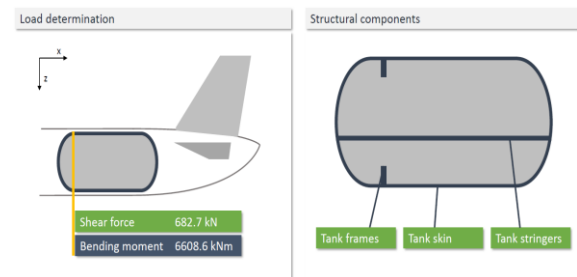 Load determination
x
z
Shear force 682.7 kN
Bending moment 6608.6 kNm
Structural components
Tank frames
Tank skin
Tank stringers